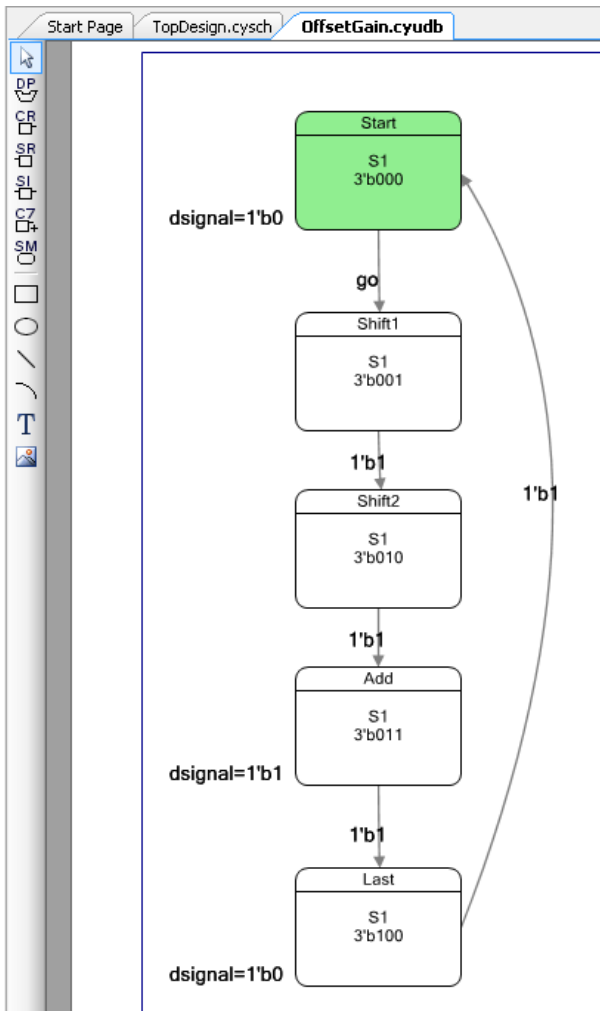 Start Page
TopDesign.cysch
OffsetGain.cyudb
DP
CR
SR
SI
C7
SM
T
Start
S1
3'b000
dsignal=1'b0
go
Shift1
S1
3'b001
1'b1
Shift2
S1
3'b010
1'b1
1'b1
Add
S1
3'b011
dsignal=1'b1
1'b1
Last
S1
3'b100
dsignal=1'b0